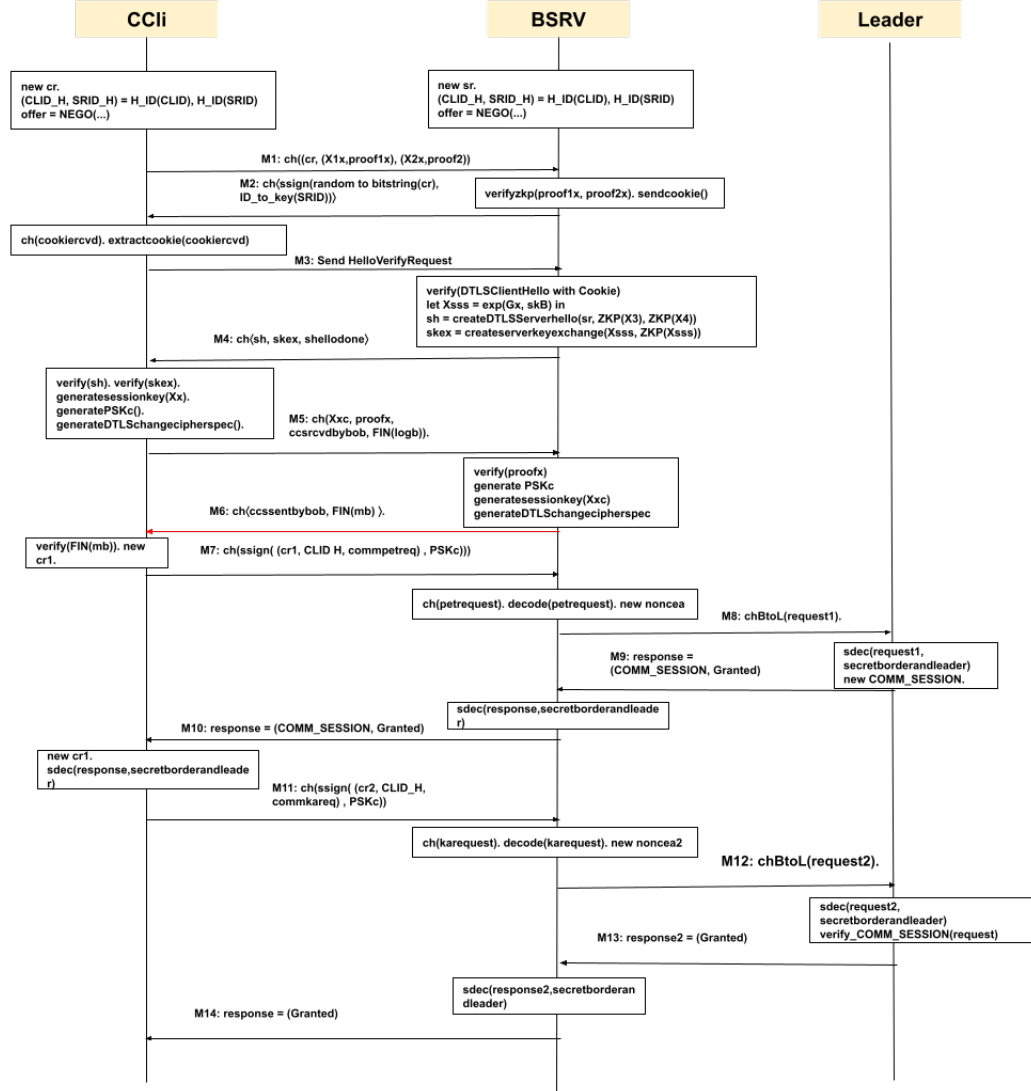 CCli
BSRV
Leader
new cr.
(CLID_H, SRID_H) = H_ID(CLID), H_ID(SRID)
offer = NEGO(...)
new sr.
(CLID_H, SRID_H) = H_ID(CLID), H_ID(SRID)
offer = NEGO(...)
M1: ch((cr, (X1x,proof1x), (X2x,proof2))
M2: ch⟨ssign(random to bitstring(cr),
ID_to_key(SRID))⟩
verifyzkp(proof1x, proof2x). sendcookie()
ch(cookiercvd). extractcookie(cookiercvd)
M3: Send HelloVerifyRequest
verify(DTLSClientHello with Cookie)
let Xsss = exp(Gx, skB) in
sh = createDTLSServerhello(sr, ZKP(X3), ZKP(X4))
skex = createserverkeyexchange(Xsss, ZKP(Xsss))
M4: ch⟨sh, skex, shellodone⟩
verify(sh). verify(skex).
generatesessionkey(Xx).
generatePSKc().
generateDTLSchangecipherspec().
M5: ch(Xxc, proofx,
ccsrcvdbybob, FIN(logb)).
verify(proofx)
generate PSKc
generatesessionkey(Xxc)
generateDTLSchangecipherspec
M6: ch⟨ccssentbybob, FIN(mb) ⟩.
verify(FIN(mb)). new
cr1.
M7: ch(ssign( (cr1, CLID H, commpetreq) , PSKc)))
ch(petrequest). decode(petrequest). new noncea
M8: chBtoL(request1).
sdec(request1,
secretborderandleader)
new COMM_SESSION.
M9: response =
(COMM_SESSION, Granted)
sdec(response,secretborderandleade
r)
M10: response = (COMM_SESSION, Granted)
new cr1.
sdec(response,secretborderandleade
r)
M11: ch(ssign( (cr2, CLID_H,
commkareq) , PSKc))
ch(karequest). decode(karequest). new noncea2
M12: chBtoL(request2).
sdec(request2,
secretborderandleader)
verify_COMM_SESSION(request)
M13: response2 = (Granted)
sdec(response2,secretborderan
dleader)
M14: response = (Granted)